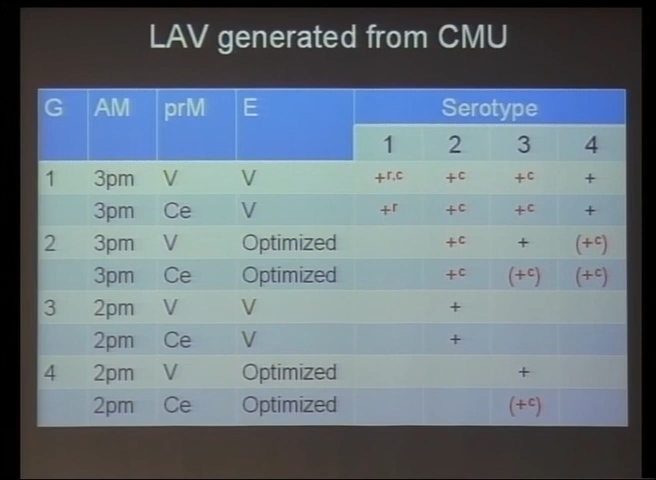 LAV generated from CMU
G AM prM E Serotype
1 2 3 4
1 3pm V V +r,c +c +c +
3pm Ce V +r +c +c +
2 3pm V Optimized +c + (+c)
3pm Ce Optimized +c (+c) (+c)
3 2pm V V +
2pm Ce V +
4 2pm V Optimized +
2pm Ce Optimized (+c)